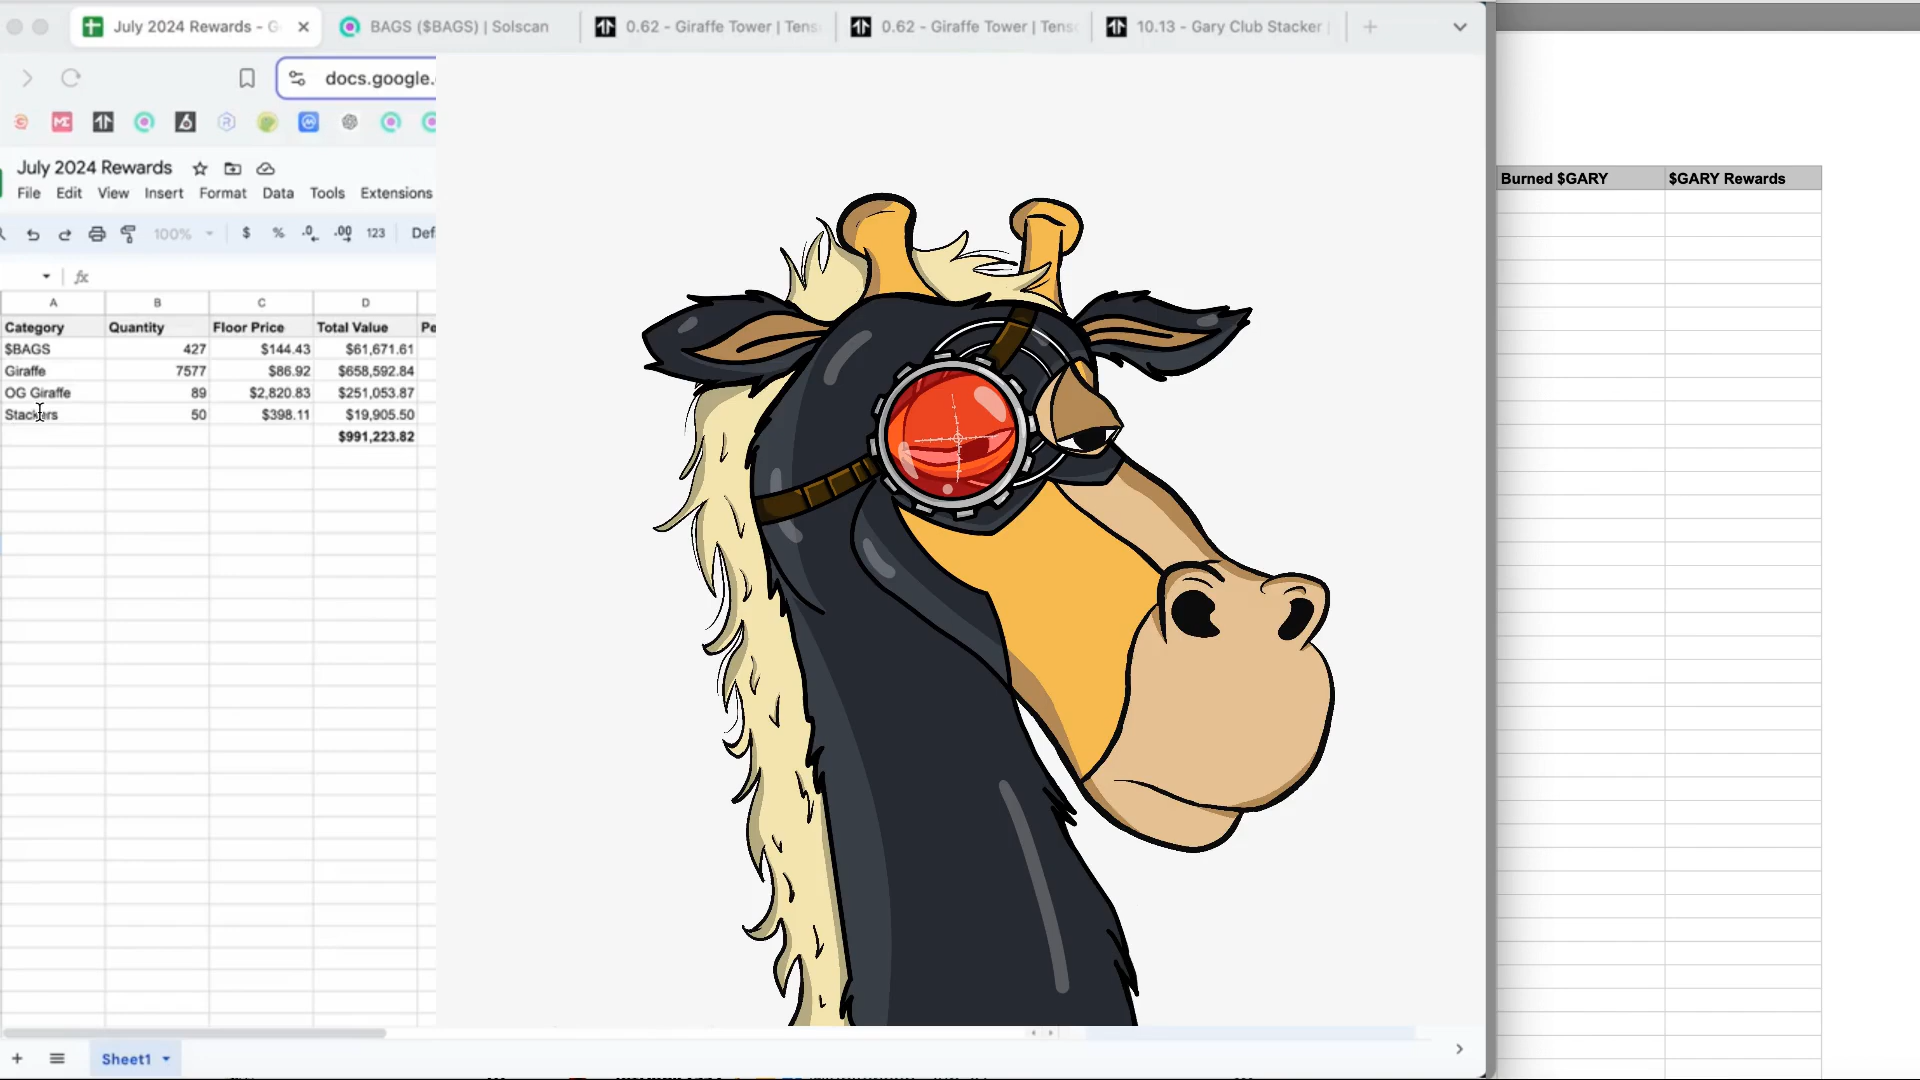 July 2024 Rewards - G
BAGS ($BAGS) | Solscan
0.62 - Giraffe Tower | Tens
0.62 - Giraffe Tower | Tens
10.13 - Gary Club Stacker |
docs.google.
July 2024 Rewards
File Edit View Insert Format Data Tools Extensions
100% $ % .0 .00 123 Def
fx
A B C D
Category Quantity Floor Price Total Value Pe
$BAGS 427 $144.43 $61,671.61
Giraffe 7577 $86.92 $658,592.84
OG Giraffe 89 $2,820.83 $251,053.87
Stackers 50 $398.11 $19,905.50
$991,223.82
Sheet1
Burned $GARY $GARY Rewards